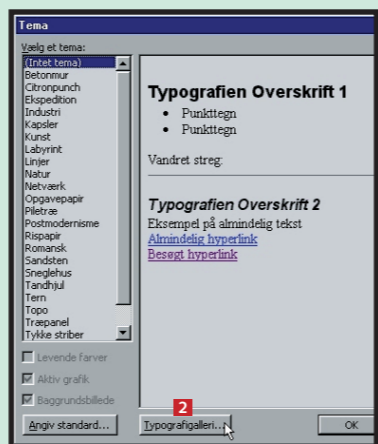 Tema
Vælg et tema:
(Intet tema)
Betonmur
Citronpunch
Ekspedition
Industri
Kapsler
Kunst
Labyrint
Linjer
Natur
Netværk
Opgavepapir
Piletræ
Postmodernisme
Rispapir
Romansk
Sandsten
Sneglehus
Tandhjul
Tern
Topo
Træpanel
Tykke striber
Levende farver
Aktiv grafik
Baggrundsbillede
Angiv standard...
Typografien Overskrift 1
• Punkttegn
• Punkttegn
Vandret streg:
Typografien Overskrift 2
Eksempel på almindelig tekst
Almindelig hyperlink
Besøgt hyperlink
2
Typografigalleri...
OK